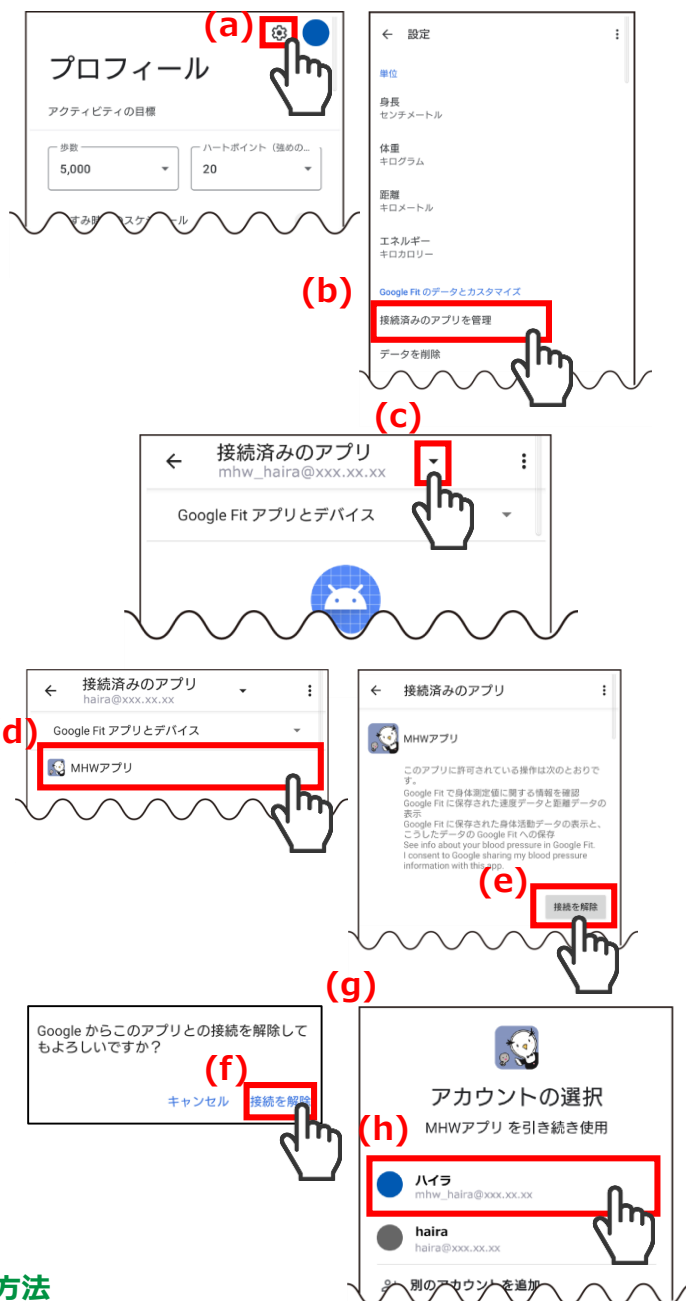 (a)
プロフィール
アクティビティの目標
歩数
ハートポイント（強めの...
5,000
20
← 設定
単位
身長
センチメートル
体重
キログラム
距離
キロメートル
エネルギー
キロカロリー
(b)
Google Fit のデータとカスタマイズ
接続済みのアプリを管理
データを削除
(c)
接続済みのアプリ
mhw_haira@xxx.xx.xx
Google Fit アプリとデバイス
接続済みのアプリ
haira@xxx.xx.xx
Google Fit アプリとデバイス
d)
MHWアプリ
接続済みのアプリ
MHWアプリ
このアプリに許可されている操作は次のとおりで
す。
Google Fit で身体測定値に関する情報を確認
Google Fit に保存された速度データと距離データの
表示
Google Fit に保存された身体活動データの表示と、
こうしたデータの Google Fit への保存
See info about your blood pressure in Google Fit.
I consent to Google sharing my blood pressure
information with this app.
(e)
接続を解除
Google からこのアプリとの接続を解除して
もよろしいですか？
(f)
キャンセル 接続を解除
(g)
アカウントの選択
MHWアプリ を引き続き使用
(h)
ハイラ
mhw_haira@xxx.xx.xx
haira
haira@xxx.xx.xx
別のアカウントを追加
方法